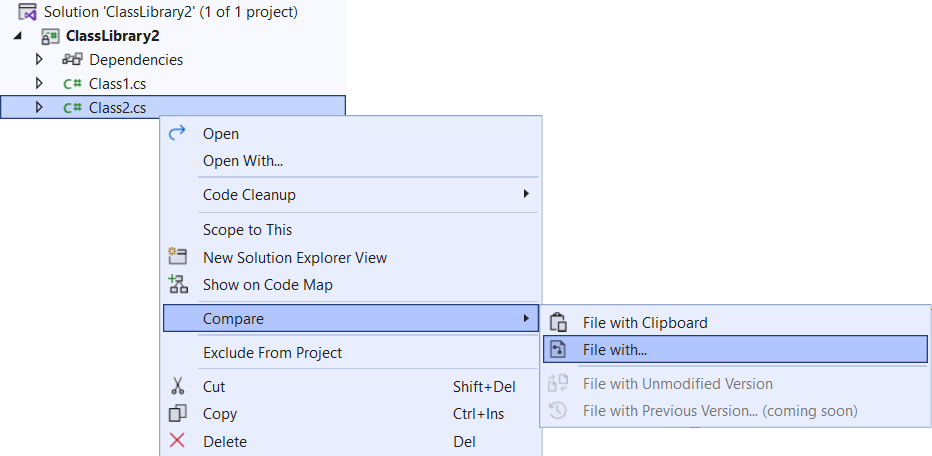 Solution 'ClassLibrary2' (1 of 1 project)
ClassLibrary2
Dependencies
C# Class1.cs
C# Class2.cs
Open
Open With...
Code Cleanup
Scope to This
New Solution Explorer View
Show on Code Map
Compare
File with Clipboard
File with...
File with Unmodified Version
File with Previous Version... (coming soon)
Exclude From Project
Cut Shift+Del
Copy Ctrl+Ins
Delete Del